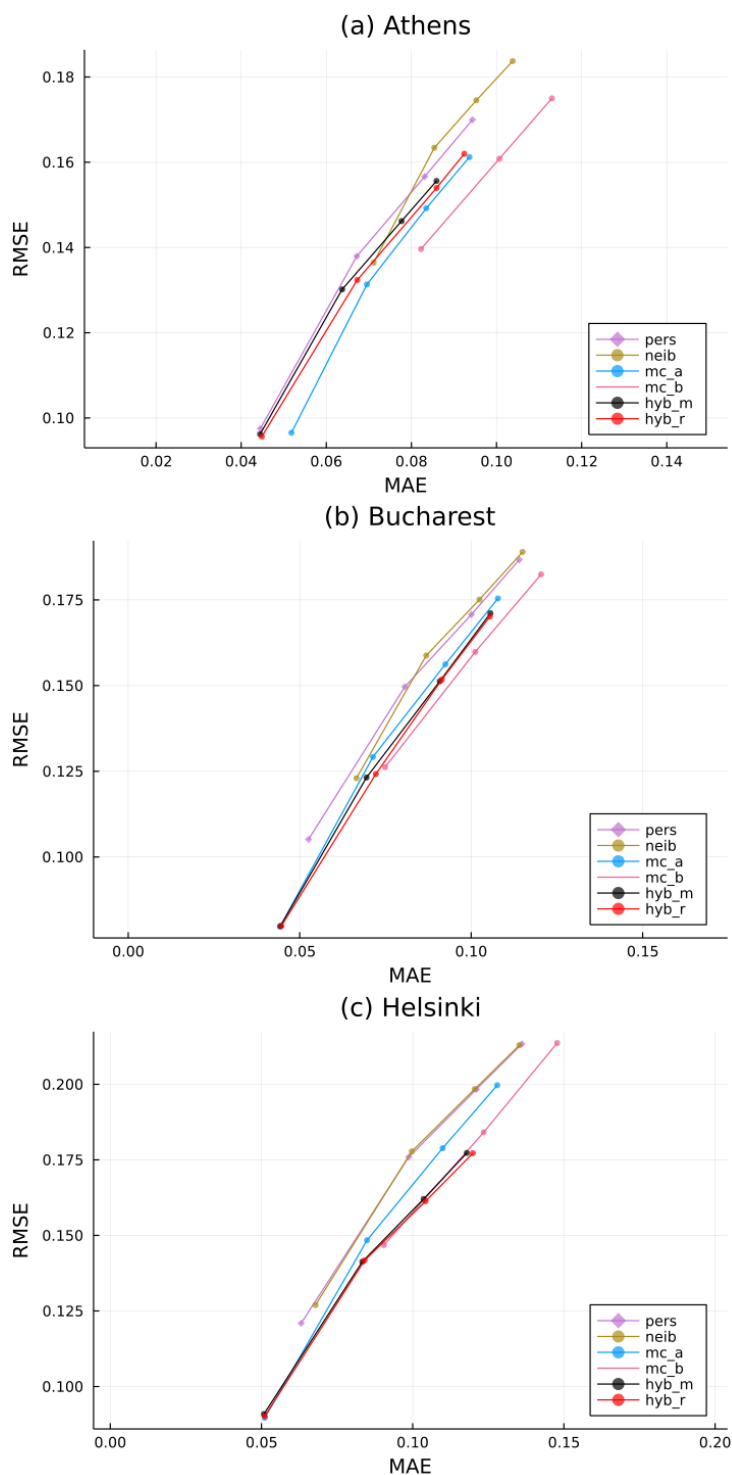 (a) Athens
0.18
0.16
0.14
0.12
0.10
RMSE
0.02 0.04 0.06 0.08 0.10 0.12 0.14
MAE
pers
neib
mc_a
mc_b
hyb_m
hyb_r
(b) Bucharest
0.175
0.150
0.125
0.100
RMSE
0.00 0.05 0.10 0.15
MAE
pers
neib
mc_a
mc_b
hyb_m
hyb_r
(c) Helsinki
0.200
0.175
0.150
0.125
0.100
RMSE
0.00 0.05 0.10 0.15 0.20
MAE
pers
neib
mc_a
mc_b
hyb_m
hyb_r